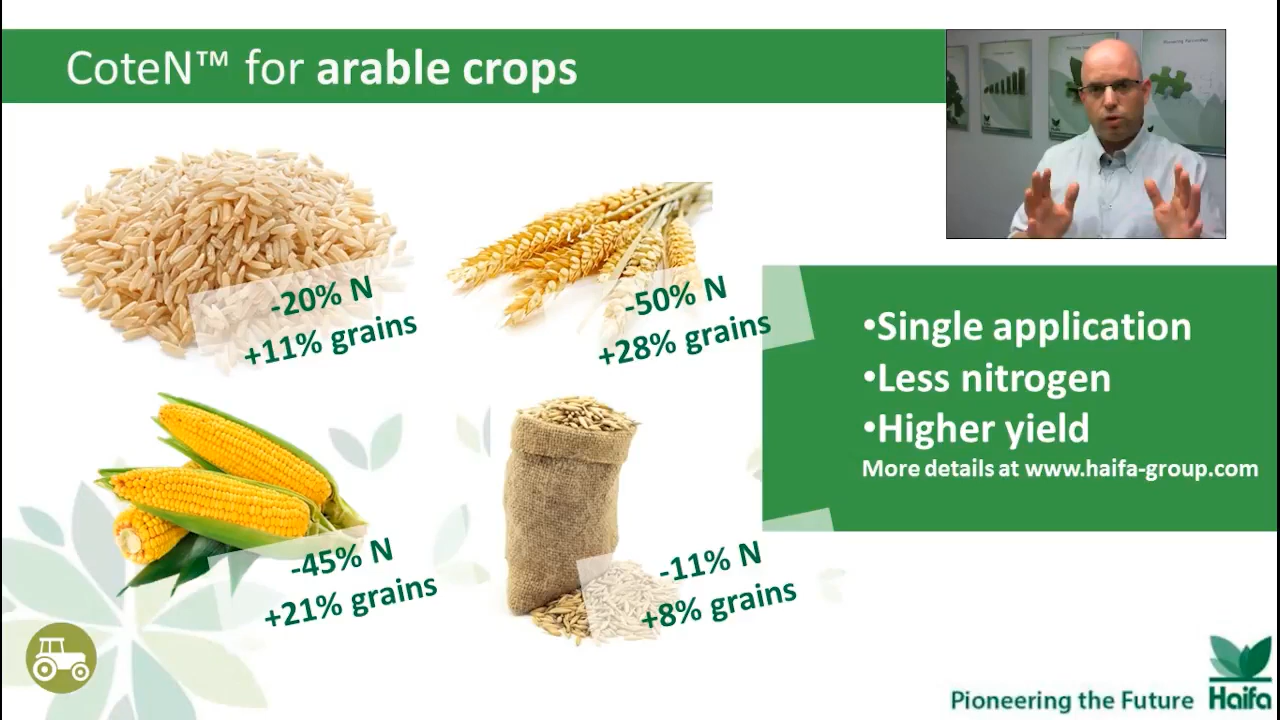 CoteN™ for arable crops
-20% N
+11% grains
-50% N
+28% grains
•Single application
•Less nitrogen
•Higher yield
More details at www.haifa-group.com
-45% N
+21% grains
-11% N
+8% grains
Pioneering the Future
Haifa